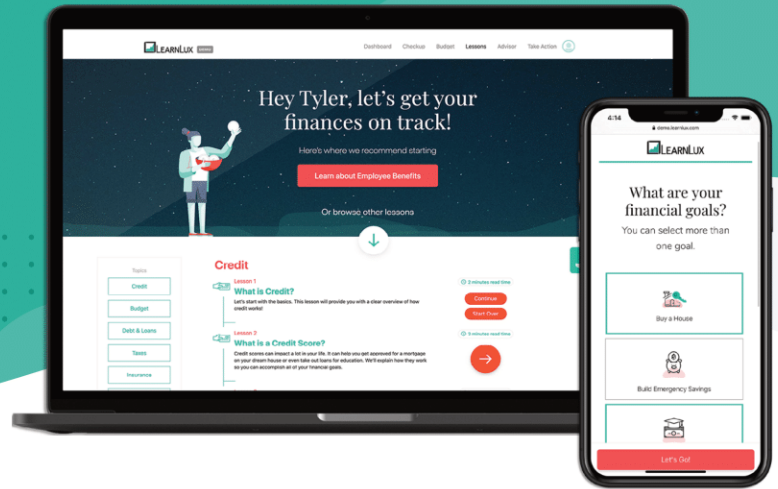 LEARNLUX
Dashboard Checkup Budget Lessons Advisor Take Action
Hey Tyler, let's get your
finances on track!
Here's where we recommend starting
Learn about Employee Benefits
Or browse other lessons
Topics
Credit
Budget
Debt & Loans
Taxes
Insurance
Credit
Lesson 1
What is Credit?
Let's start with the basics. This lesson will provide you with a clear overview of how
credit works!
2 minutes read time
Continue
Start Over
Lesson 2
What is a Credit Score?
Credit scores can impact a lot in your life. It can help you get approved for a mortgage
on your dream house or even take out loans for education. We'll explain how they work
so you can accomplish all of your financial goals.
3 minutes read time
4:14
demo.learnlux.com
LEARNLUX
What are your
financial goals?
You can select more than
one goal.
Buy a House
Build Emergency Savings
Let's Go!